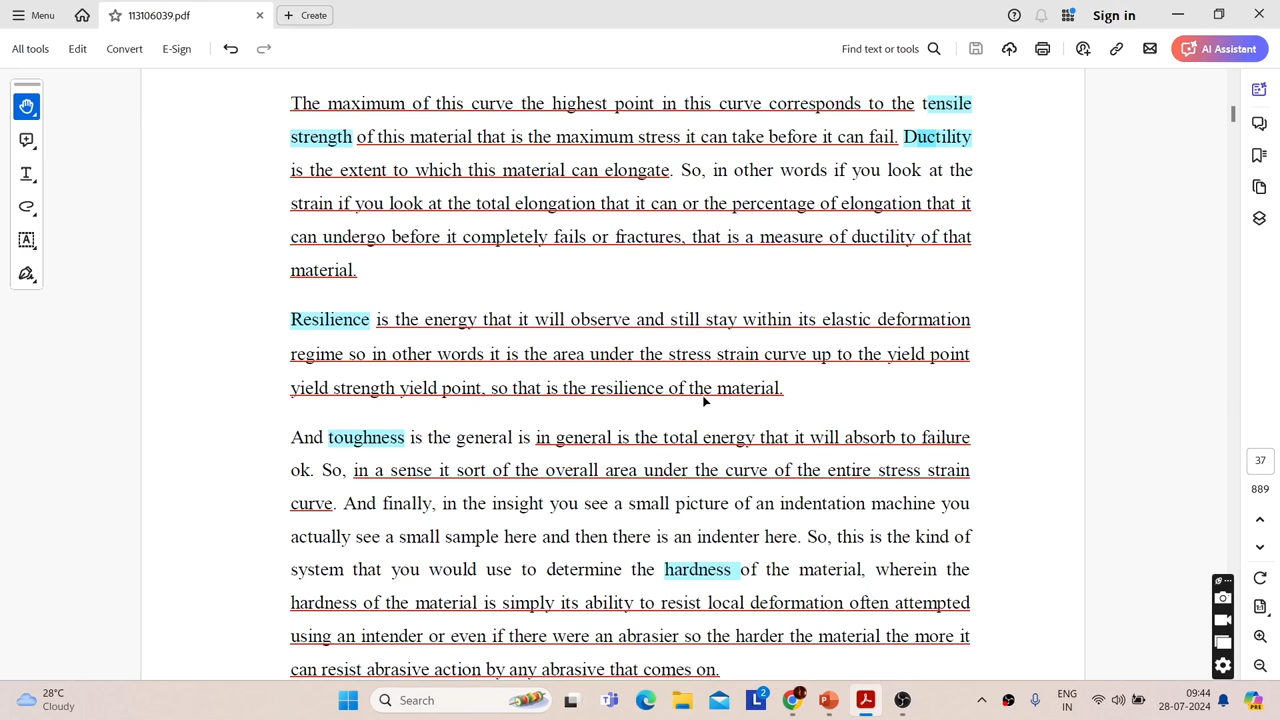 Menu
113106039.pdf
Create
Sign in
All tools
Edit
Convert
E-Sign
Find text or tools
AI Assistant
The maximum of this curve the highest point in this curve corresponds to the tensile
strength of this material that is the maximum stress it can take before it can fail. Ductility
is the extent to which this material can elongate. So, in other words if you look at the
strain if you look at the total elongation that it can or the percentage of elongation that it
can undergo before it completely fails or fractures, that is a measure of ductility of that
material.
Resilience is the energy that it will observe and still stay within its elastic deformation
regime so in other words it is the area under the stress strain curve up to the yield point
yield strength yield point, so that is the resilience of the material.
And toughness is the general is in general is the total energy that it will absorb to failure
ok. So, in a sense it sort of the overall area under the curve of the entire stress strain
curve. And finally, in the insight you see a small picture of an indentation machine you
actually see a small sample here and then there is an indenter here. So, this is the kind of
system that you would use to determine the hardness of the material, wherein the
hardness of the material is simply its ability to resist local deformation often attempted
using an intender or even if there were an abrasier so the harder the material the more it
can resist abrasive action by any abrasive that comes on.
37
889
28°C
Cloudy
Search
2
ENG
IN
09:44
28-07-2024